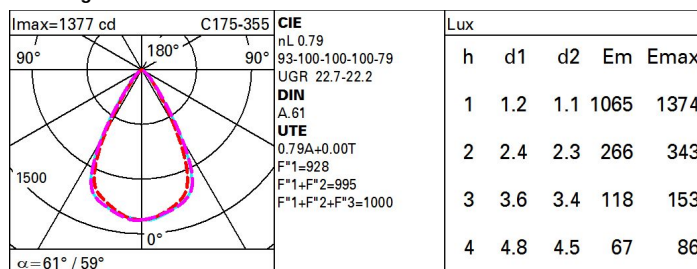 Imax=1377 cd C175-355
90° 180° 90°
1500
0°
α=61° / 59°
CIE
nL 0.79
93-100-100-100-79
UGR 22.7-22.2
DIN
A.61
UTE
0.79A+0.00T
F"1=928
F"1+F"2=995
F"1+F"2+F"3=1000
Lux
h d1 d2 Em Emax
1 1.2 1.1 1065 1374
2 2.4 2.3 266 343
3 3.6 3.4 118 153
4 4.8 4.5 67 86